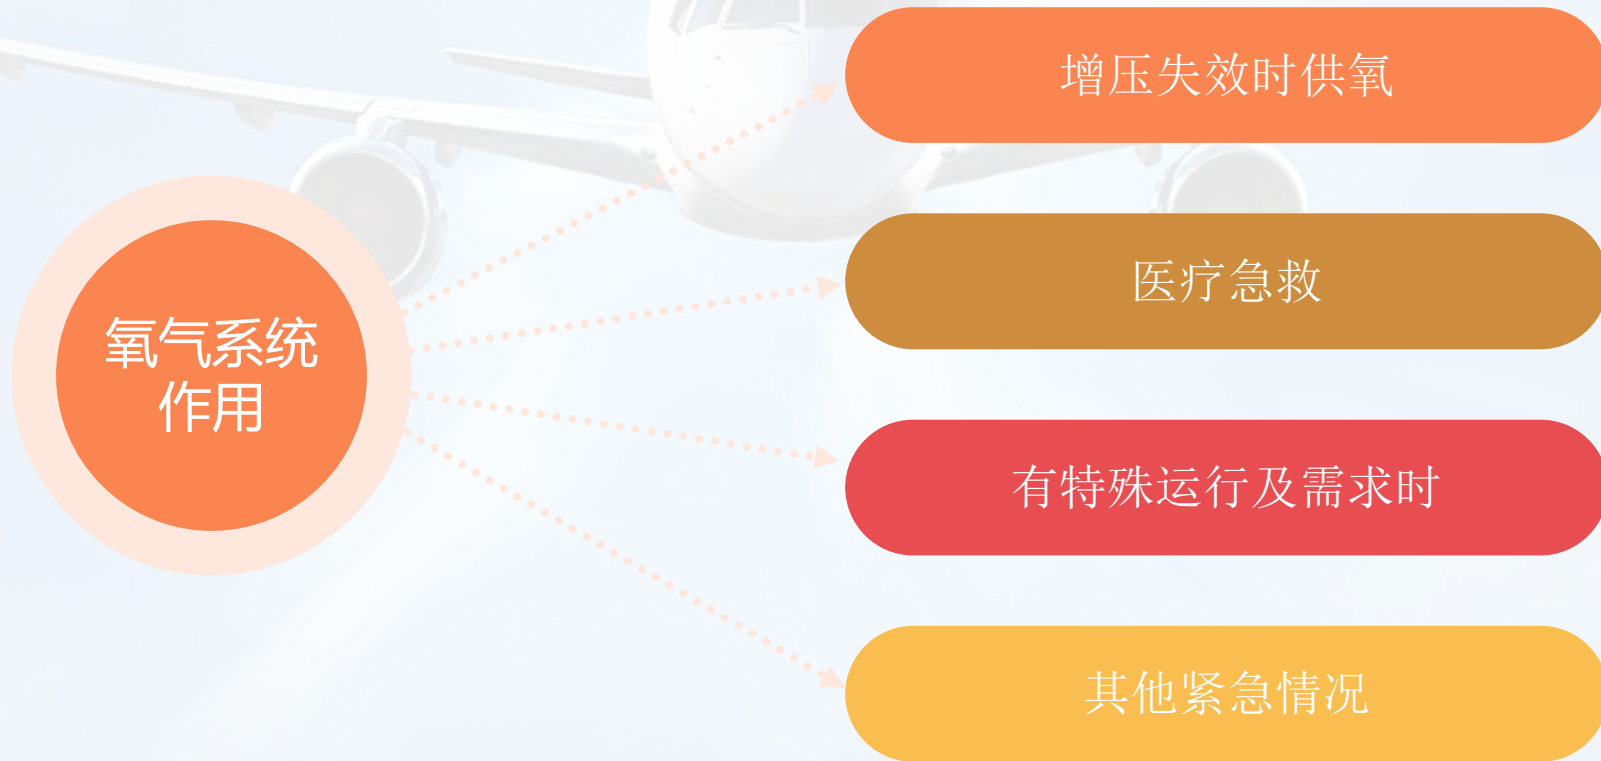 氧气系统
作用
增压失效时供氧
医疗急救
有特殊运行及需求时
其他紧急情况